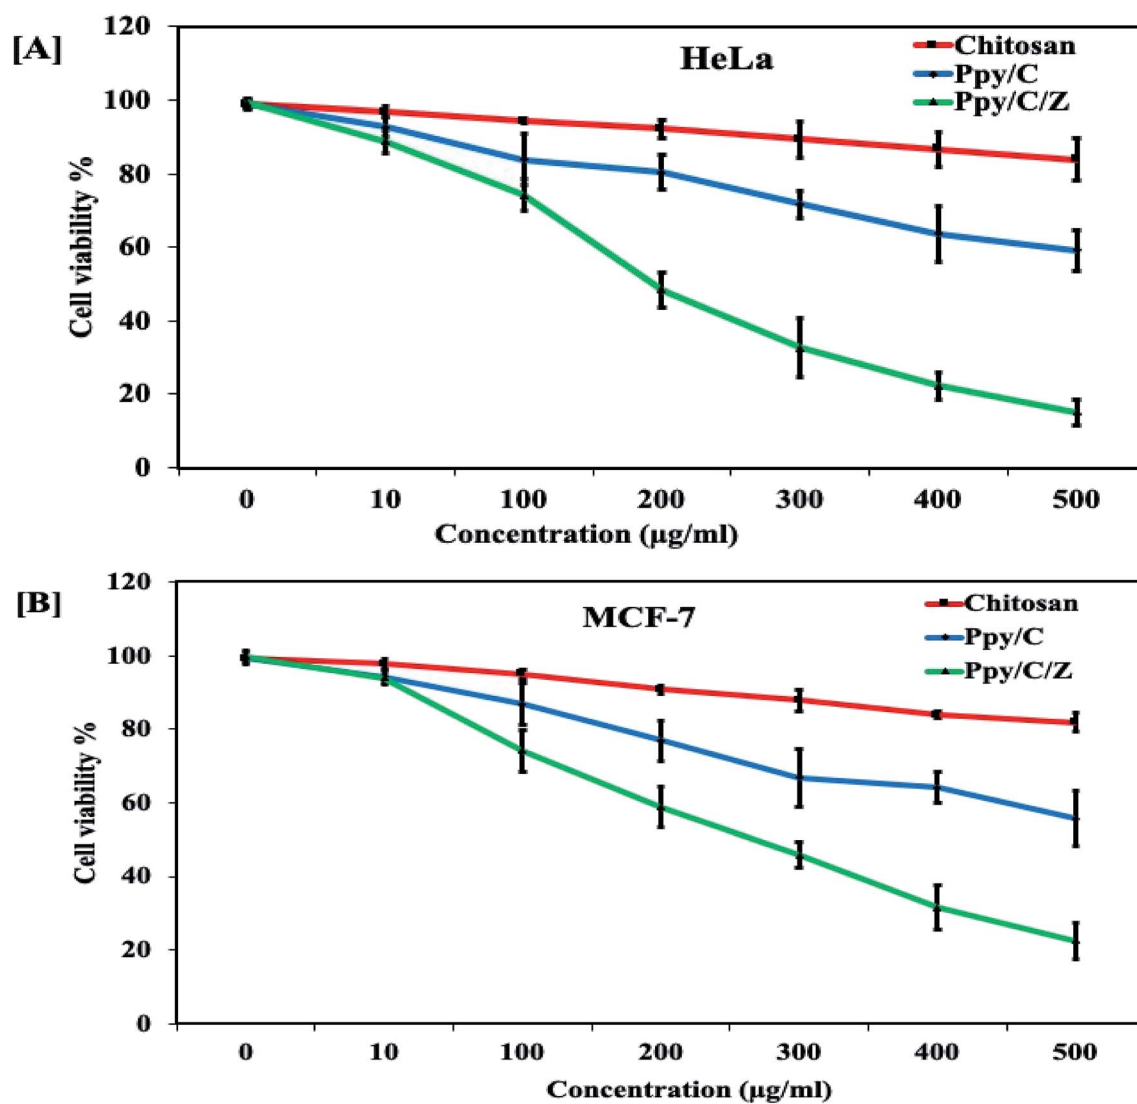 [A]
HeLa
Chitosan
Ppy/C
Ppy/C/Z
120
100
80
60
40
20
0
Cell viability %
0 10 100 200 300 400 500
Concentration (µg/ml)
[B]
MCF-7
Chitosan
Ppy/C
Ppy/C/Z
120
100
80
60
40
20
0
Cell viability %
0 10 100 200 300 400 500
Concentration (µg/ml)